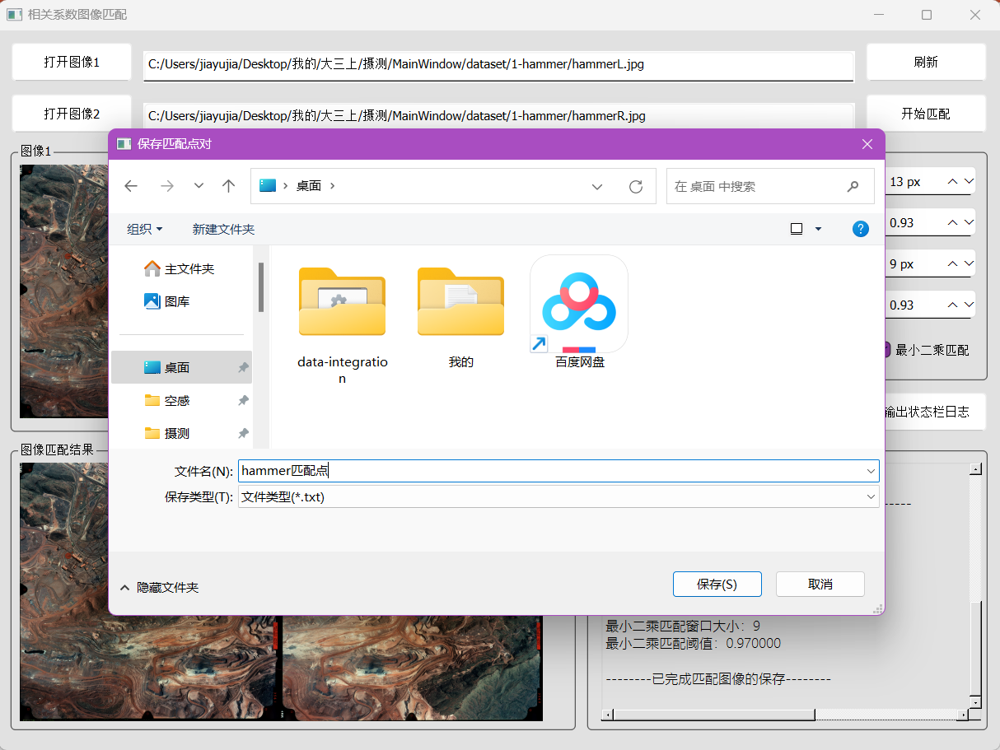 相关系数图像匹配
打开图像1
C:/Users/jiayujia/Desktop/我的/大三上/摄测/MainWindow/dataset/1-hammer/hammerL.jpg
刷新
打开图像2
C:/Users/jiayujia/Desktop/我的/大三上/摄测/MainWindow/dataset/1-hammer/hammerR.jpg
开始匹配
图像1
保存匹配点对
桌面
在 桌面 中搜索
13 px
组织
新建文件夹
0.93
主文件夹
9 px
图库
0.93
data-integratio
n
我的
百度网盘
最小二乘匹配
桌面
空感
摄测
输出状态栏日志
图像匹配结果
文件名(N):
hammer匹配点
保存类型(T):
文件类型(*.txt)
-----
隐藏文件夹
保存(S)
取消
最小二乘匹配窗口大小：9
最小二乘匹配阈值：0.970000
--------已完成匹配图像的保存--------